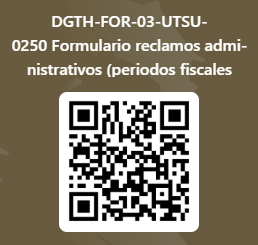 DGTH-FOR-03-UTSU-
0250 Formulario reclamos admi-
nistrativos (periodos fiscales